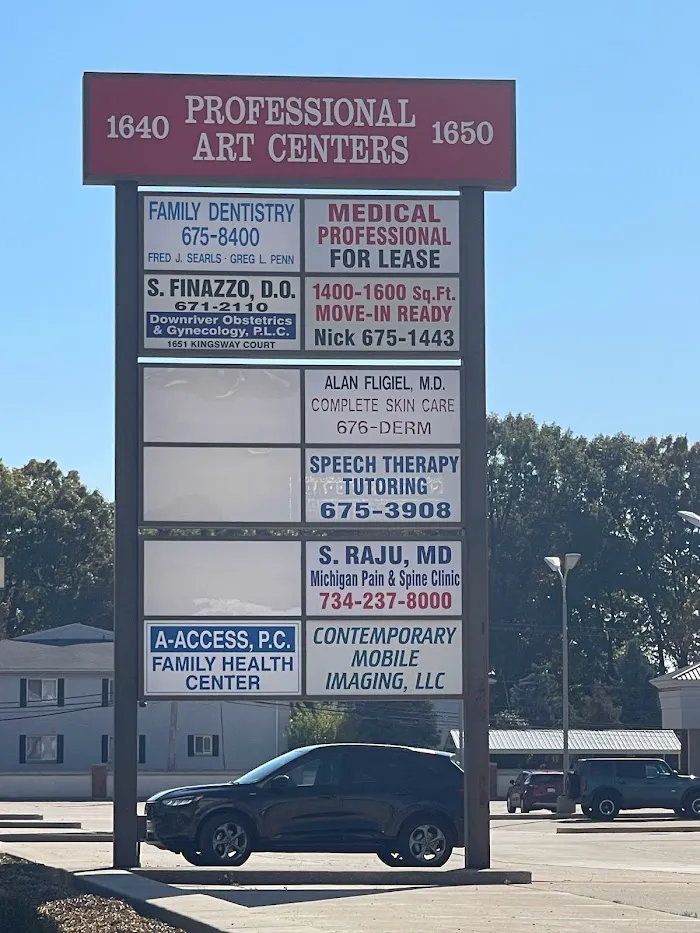 1640 PROFESSIONAL ART CENTERS 1650
FAMILY DENTISTRY
675-8400
FRED J. SEARLS · GREG L. PENN
MEDICAL
PROFESSIONAL
FOR LEASE
S. FINAZZO, D.O.
671-2110
Downriver Obstetrics
& Gynecology, P.L.C.
1651 KINGSWAY COURT
1400-1600 Sq.Ft.
MOVE-IN READY
Nick 675-1443
ALAN FLIGIEL, M.D.
COMPLETE SKIN CARE
676-DERM
SPEECH THERAPY
TUTORING
675-3908
S. RAJU, MD
Michigan Pain & Spine Clinic
734-237-8000
A-ACCESS, P.C.
FAMILY HEALTH
CENTER
CONTEMPORARY
MOBILE
IMAGING, LLC